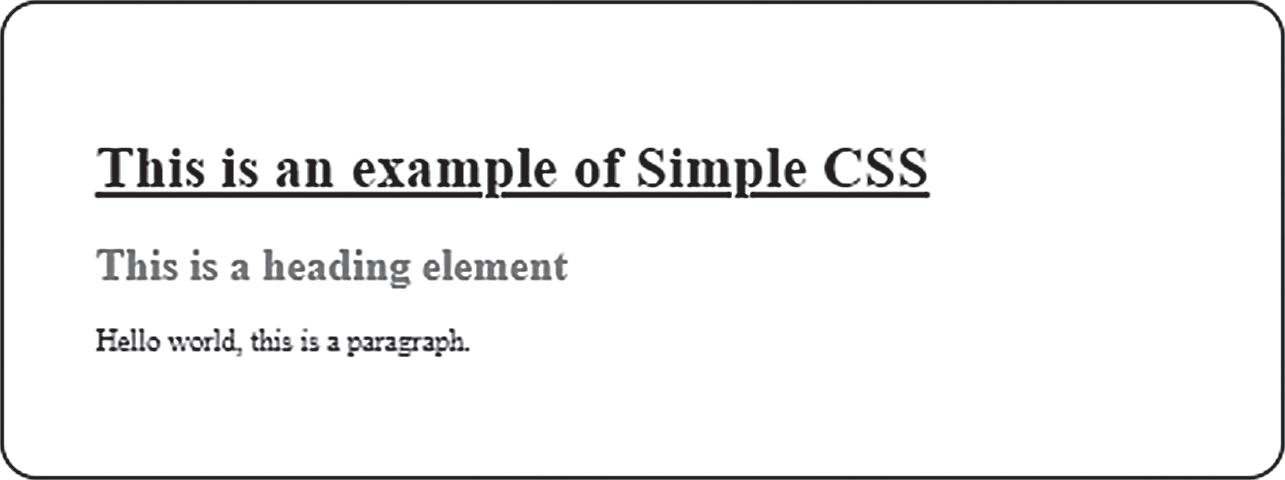 This is an example of Simple CSS
This is a heading element
Hello world, this is a paragraph.